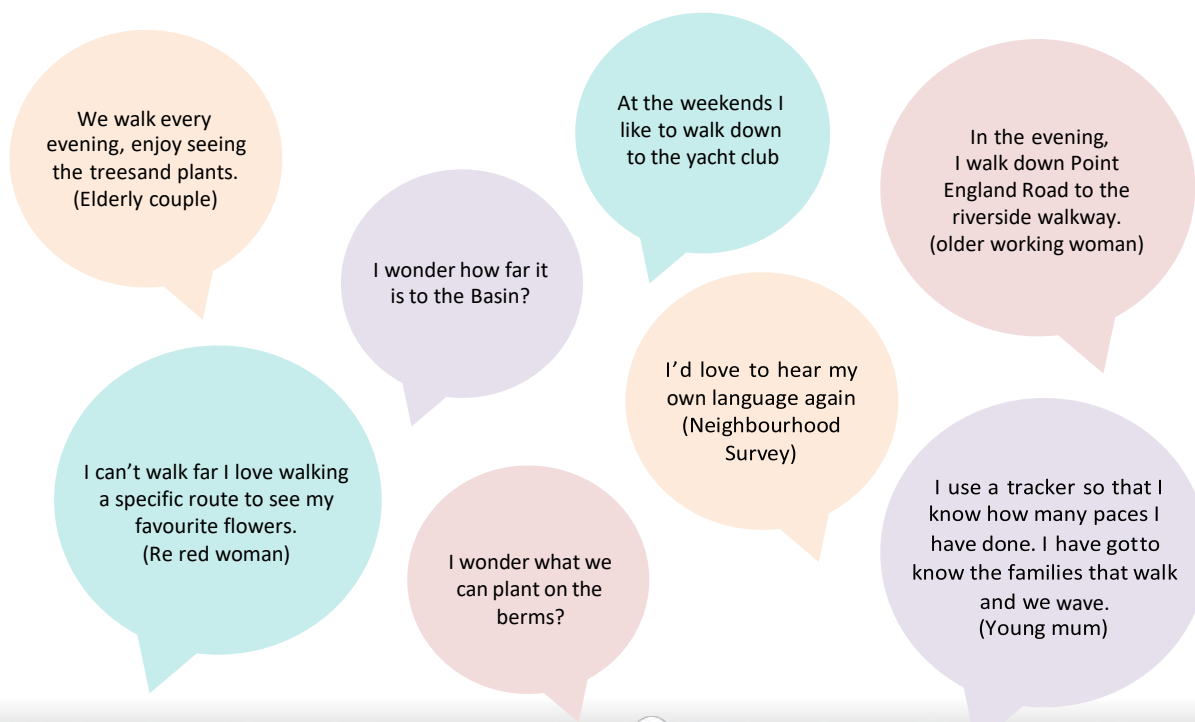 We walk every
evening, enjoy seeing
the treesand plants.
(Elderly couple)
I wonder how far it
is to the Basin?
At the weekends I
like to walk down
to the yacht club
In the evening,
I walk down Point
England Road to the
riverside walkway.
(older working woman)
I can’t walk far I love walking
a specific route to see my
favourite flowers.
(Re red woman)
I wonder what we
can plant on the
berms?
I’d love to hear my
own language again
(Neighbourhood
Survey)
I use a tracker so that I
know how many paces I
have done. I have gotto
know the families that walk
and we wave.
(Young mum)